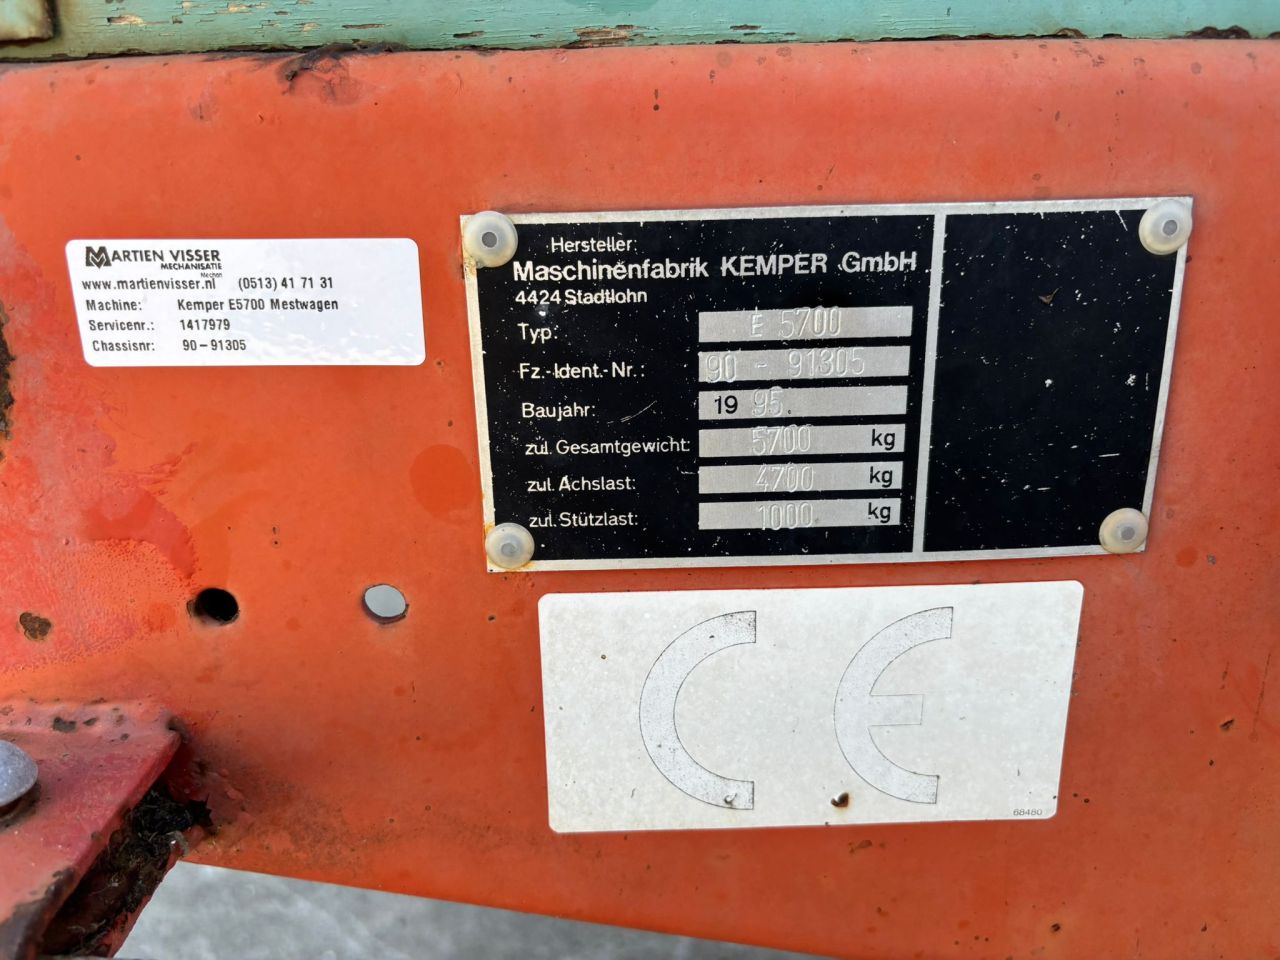 MARTIEN VISSER
MECHANISATIE
Mechan
www.martienvisser.nl (0513) 41 71 31
Machine: Kemper E5700 Mestwagen
Servicenr.: 1417979
Chassisnr: 90-91305
Hersteller:
Maschinenfabrik KEMPER GmbH
4424 Stadtlohn
Typ: E 5700
Fz.-Ident.-Nr.: 90 - 91305
Baujahr: 19 95
zul. Gesamtgewicht: 5700 kg
zul. Achslast: 4700 kg
zul. Stützlast: 1000 kg
CE
68480